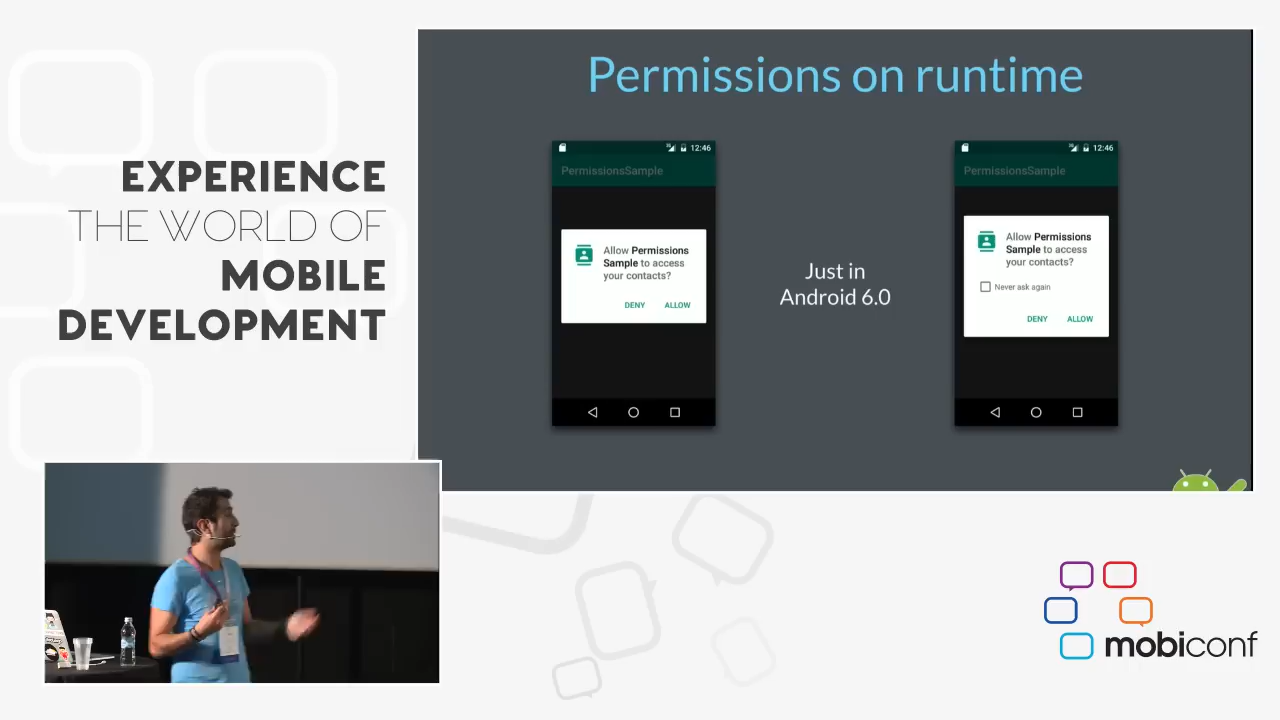 EXPERIENCE
THE WORLD OF
MOBILE
DEVELOPMENT
Permissions on runtime
12:46
PermissionsSample
Allow Permissions
Sample to access
your contacts?
DENY ALLOW
Just in
Android 6.0
12:46
PermissionsSample
Allow Permissions
Sample to access
your contacts?
Never ask again
DENY ALLOW
mobiconf